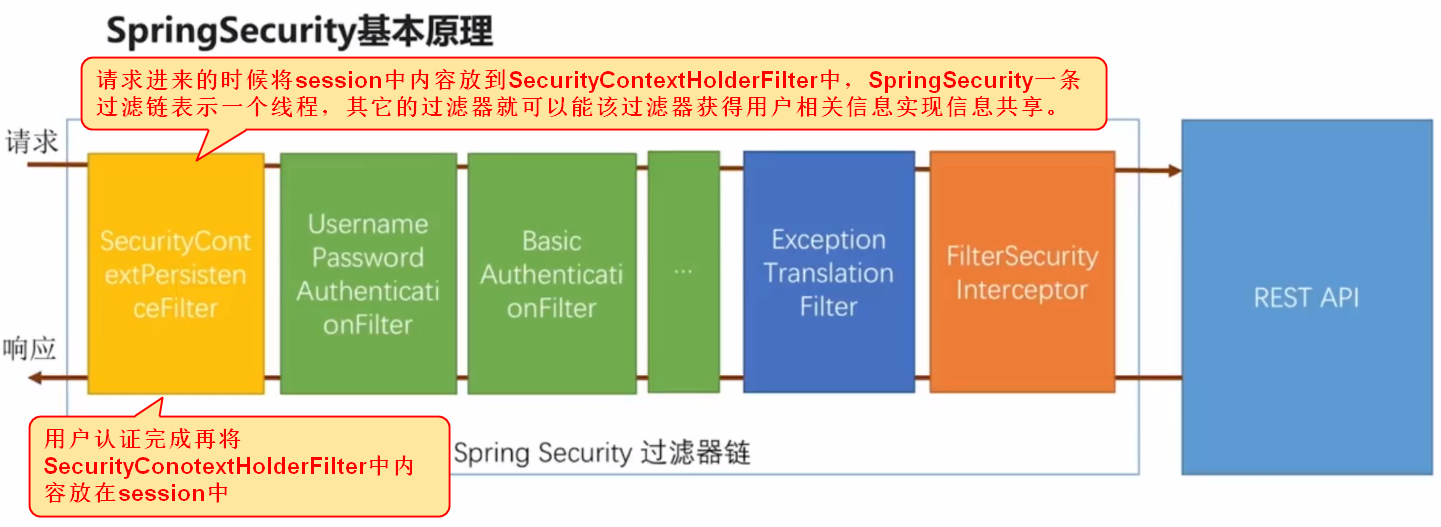 SpringSecurity基本原理
请求进来的时候将session中内容放到SecurityContextHolderFilter中，SpringSecurity一条
过滤链表示一个线程，其它的过滤器就可以能该过滤器获得用户相关信息实现信息共享。
请求
SecurityCont
extPersisten
ceFilter
Username
Password
Authenticati
onFilter
Basic
Authenticati
onFilter
...
Exception
Translation
Filter
FilterSecurity
Interceptor
REST API
响应
用户认证完成再将
SecurityConotextHolderFilter中内
容放在session中
Spring Security 过滤器链